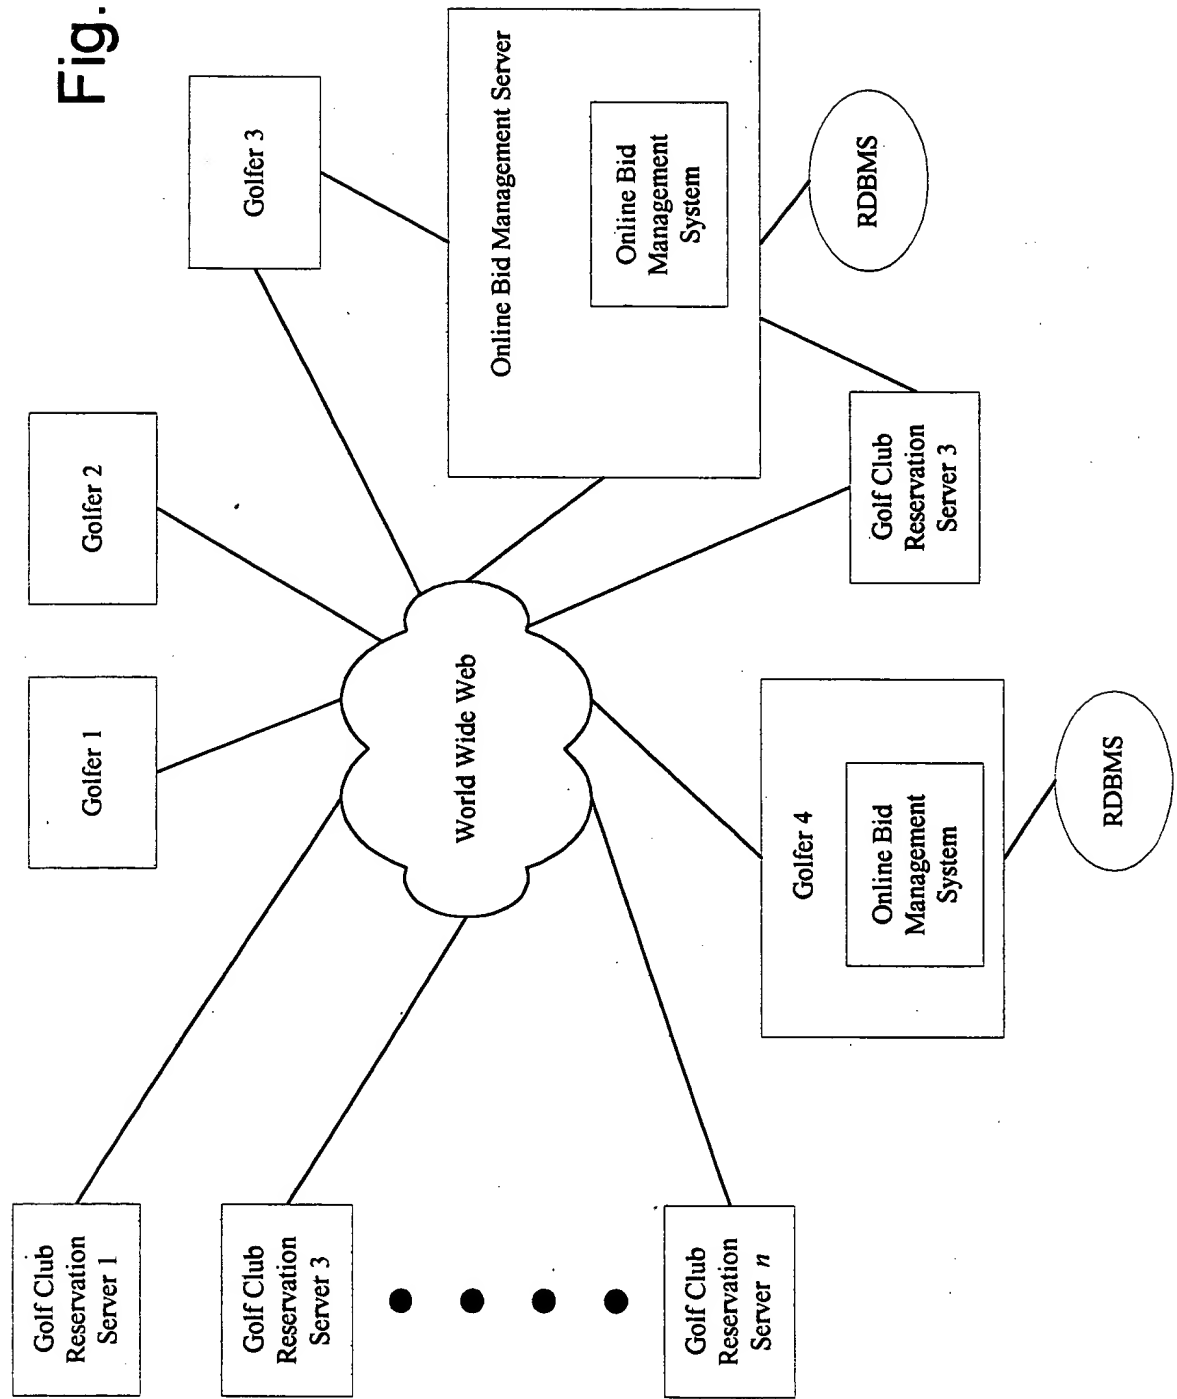 Fig.
Golf Club
Reservation
Server 1
Golfer 1
Golfer 2
Golfer 3
Golf Club
Reservation
Server 3
World Wide Web
Online Bid Management Server
Online Bid
Management
System
Golf Club
Reservation
Server n
Golfer 4
Online Bid
Management
System
Golf Club
Reservation
Server 3
RDBMS
RDBMS